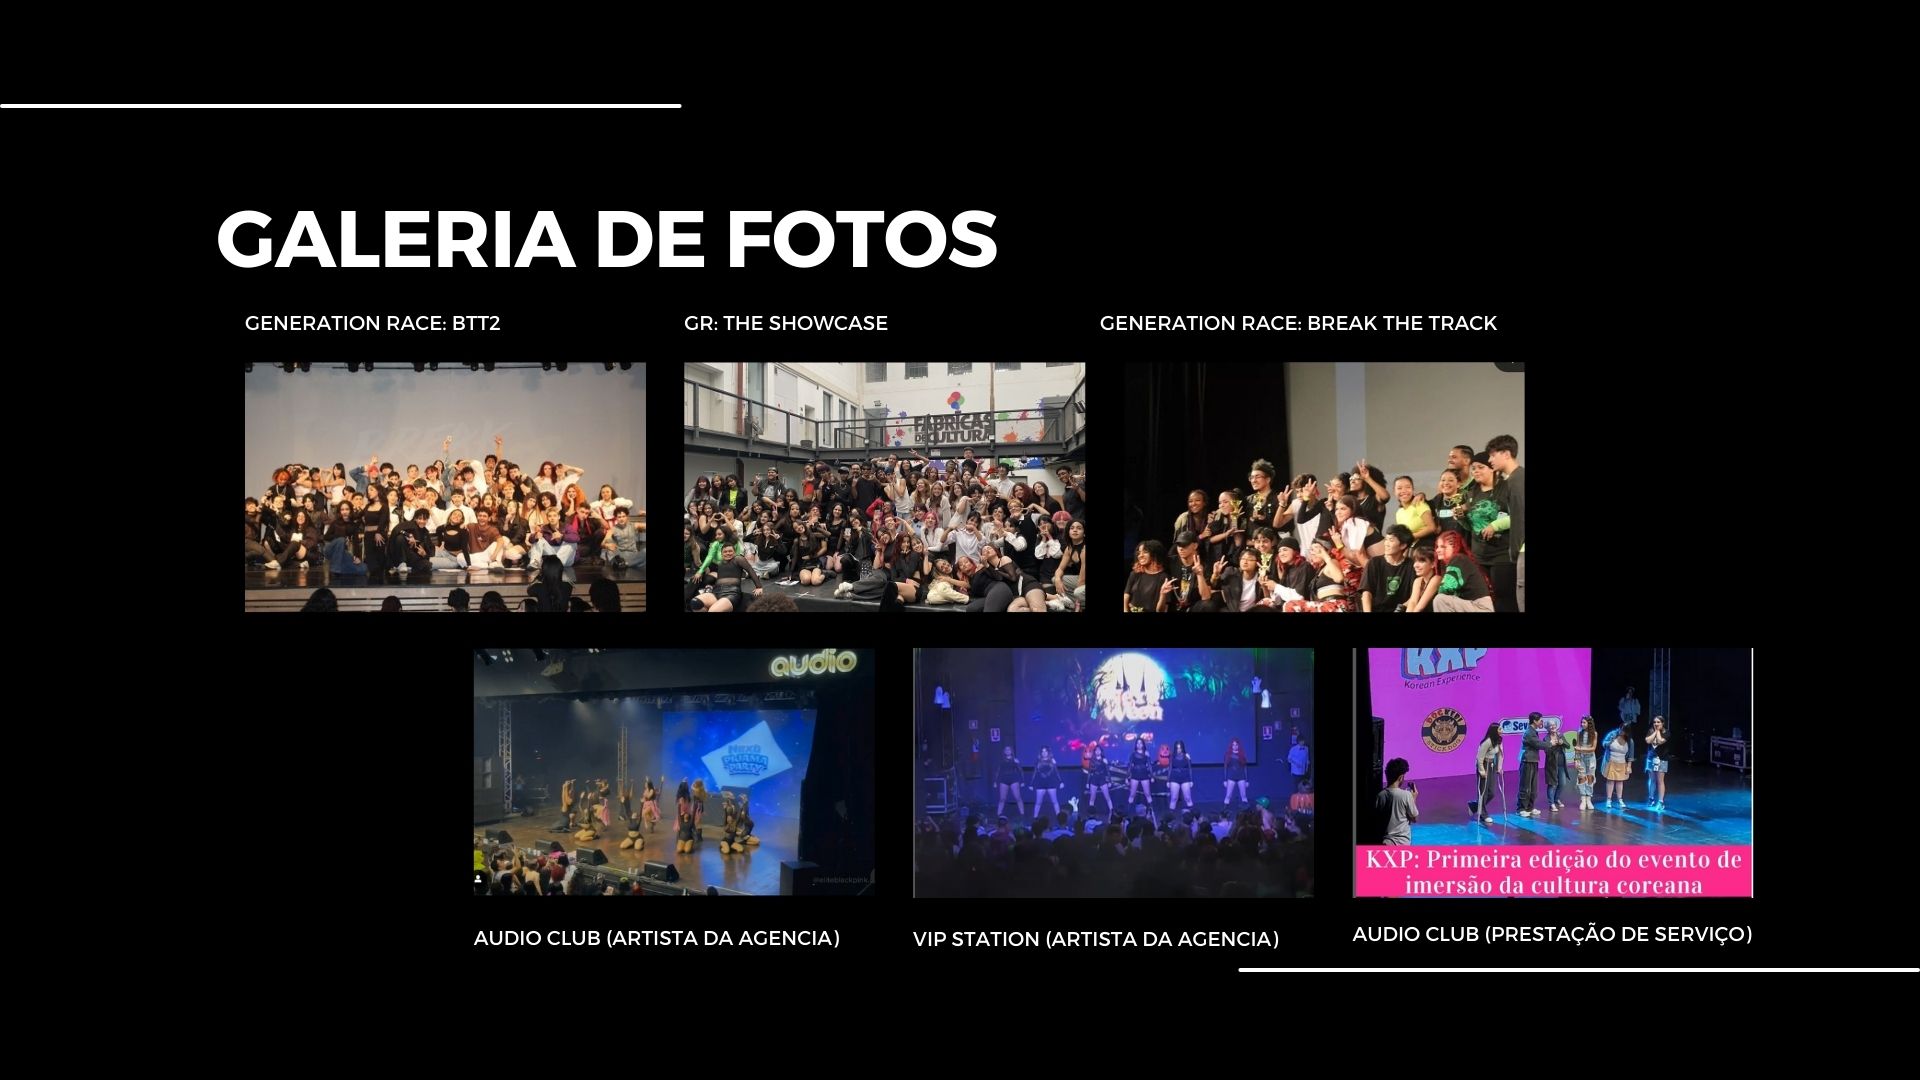 GALERIA DE FOTOS
GENERATION RACE: BTT2
GR: THE SHOWCASE
GENERATION RACE: BREAK THE TRACK
FÁBRICAS
DE CULTURA
audio
NEXO
PIJAMA
PARTY
@eliteblackpink
KXP
Korean Experience
KXP: Primeira edição do evento de
imersão da cultura coreana
AUDIO CLUB (ARTISTA DA AGENCIA)
VIP STATION (ARTISTA DA AGENCIA)
AUDIO CLUB (PRESTAÇÃO DE SERVIÇO)